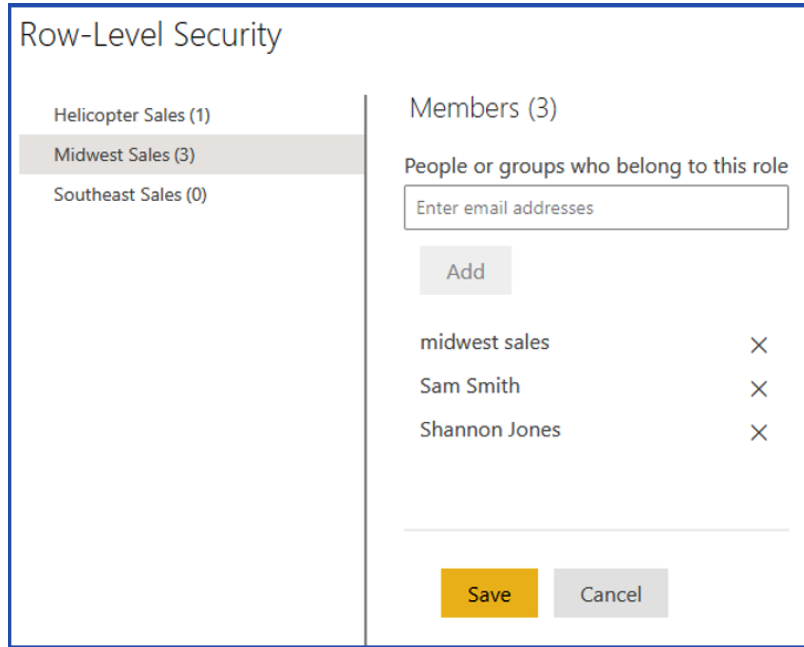 Row-Level Security
Helicopter Sales (1)
Midwest Sales (3)
Southeast Sales (0)
Members (3)
People or groups who belong to this role
Enter email addresses
Add
midwest sales
Sam Smith
Shannon Jones
Save Cancel